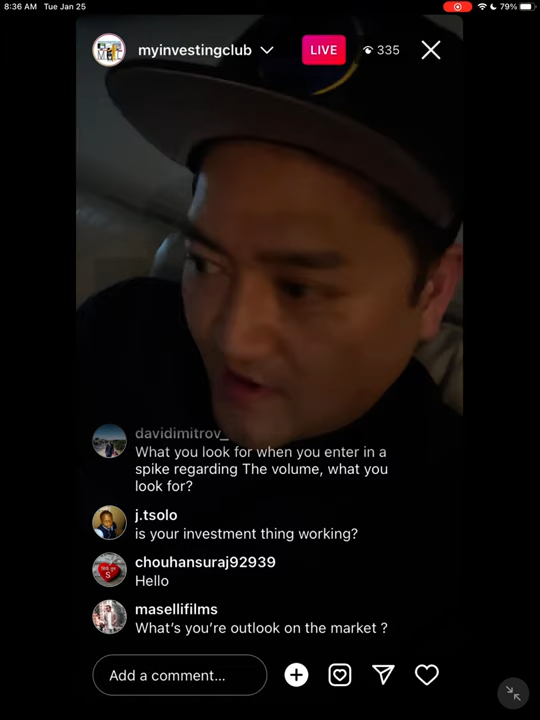 8:36 AM Tue Jan 25
79%
myinvestingclub
LIVE
335
davidimitrov_
What you look for when you enter in a
spike regarding The volume, what you
look for?
j.tsolo
is your investment thing working?
chouhansuraj92939
Hello
masellifilms
What's you're outlook on the market ?
Add a comment...